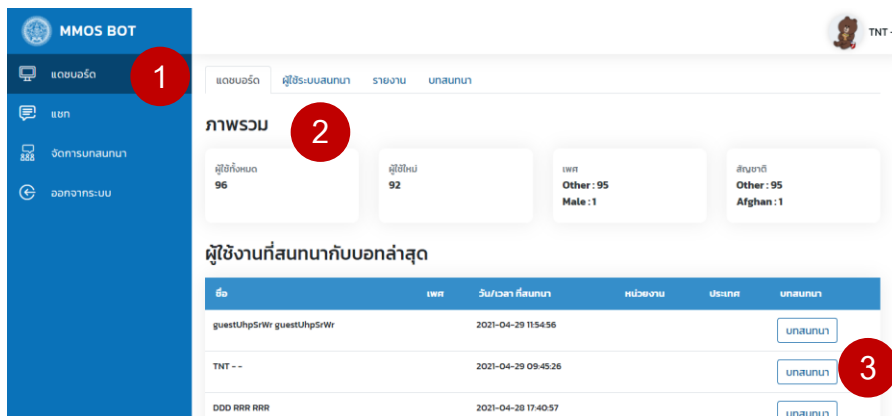 MMOS BOT
TNT -
แดชบอร์ด
1
แชท
จัดการบทสนทนา
ออกจากระบบ
แดชบอร์ด ผู้ใช้ระบบสนทนา รายงาน บทสนทนา
ภาพรวม
2
ผู้ใช้ทั้งหมด
96
ผู้ใช้ใหม่
92
เพศ
Other : 95
Male : 1
สัญชาติ
Other : 95
Afghan : 1
ผู้ใช้งานที่สนทนากับบอทล่าสุด
ชื่อ เพศ วัน/เวลา ที่สนทนา หน่วยงาน ประเทศ บทสนทนา
guestUhpSrWr guestUhpSrWr 2021-04-29 11:54:56 บทสนทนา
TNT - - 2021-04-29 09:45:26 บทสนทนา
3
DDD RRR RRR 2021-04-28 17:40:57 บทสนทนา